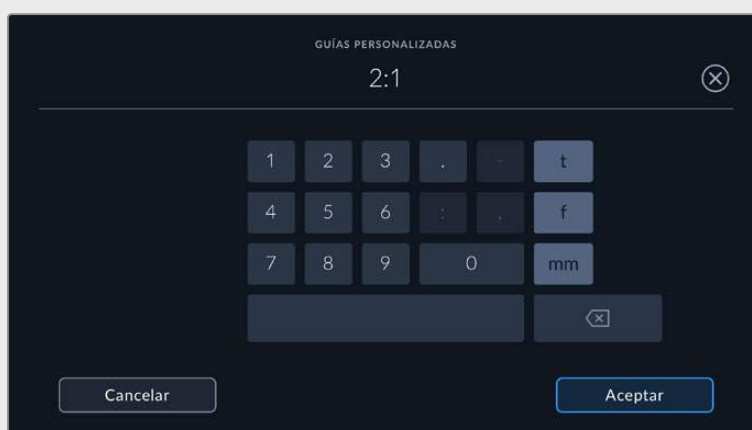 GUÍAS PERSONALIZADAS
2:1
1 2 3 . - t
4 5 6 : , f
7 8 9 0 mm
Cancelar Aceptar